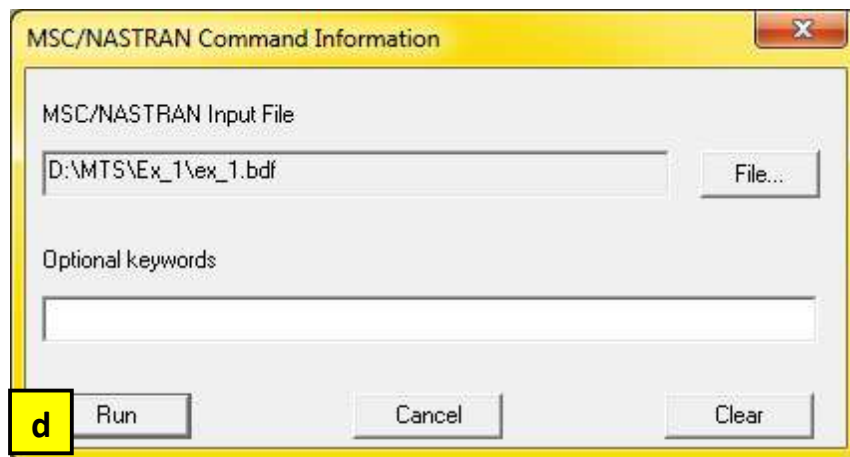 MSC/NASTRAN Command Information
MSC/NASTRAN Input File
D:\MTS\Ex_1\ex_1.bdf File...
Optional keywords
d Run Cancel Clear